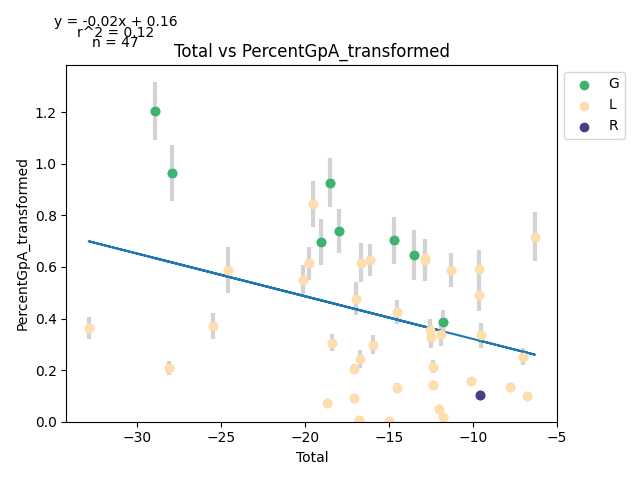 y = -0.02x + 0.16
r^2 = 0.12
n = 47
Total vs PercentGpA_transformed
G
L
R
PercentGpA_transformed
1.2
1.0
0.8
0.6
0.4
0.2
0.0
−30
−25
−20
−15
−10
−5
Total